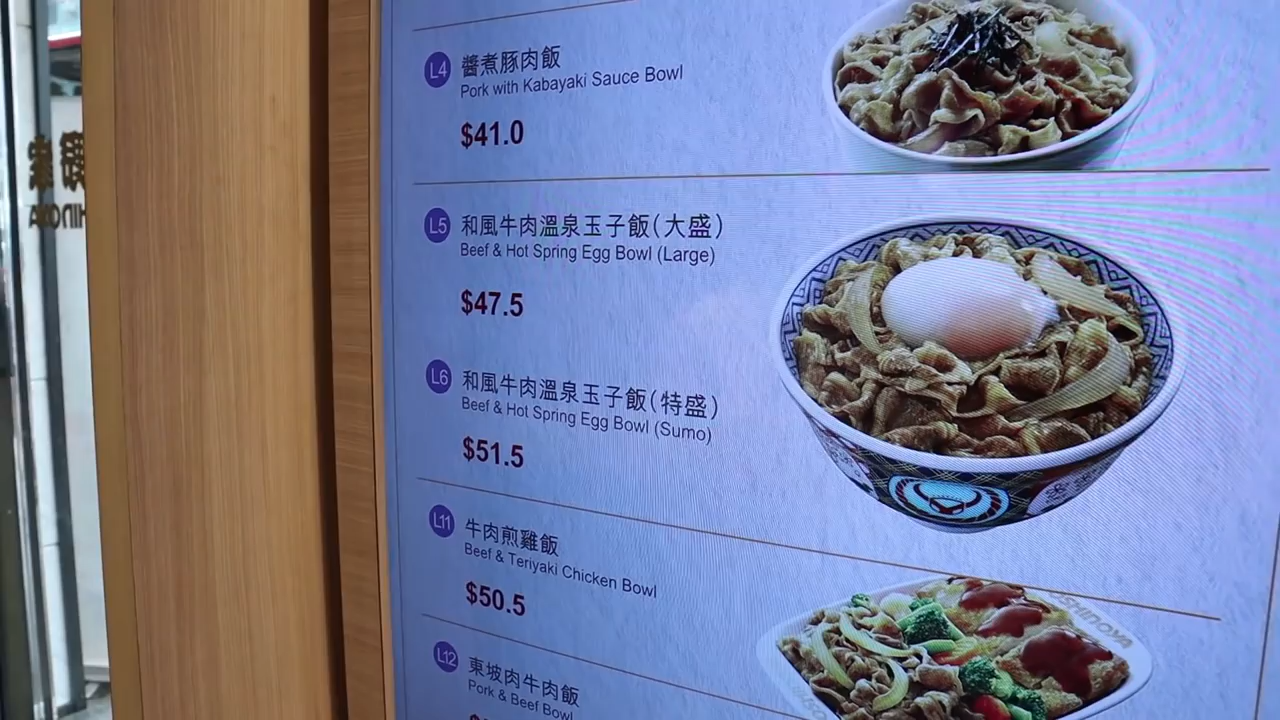 L4
醬煮豚肉飯
Pork with Kabayaki Sauce Bowl
$41.0
L5
和風牛肉溫泉玉子飯(大盛)
Beef & Hot Spring Egg Bowl (Large)
$47.5
L6
和風牛肉溫泉玉子飯(特盛)
Beef & Hot Spring Egg Bowl (Sumo)
$51.5
L11
牛肉煎雞飯
Beef & Teriyaki Chicken Bowl
$50.5
YOSHINOYA
L12
東坡肉牛肉飯
Pork & Beef Bowl